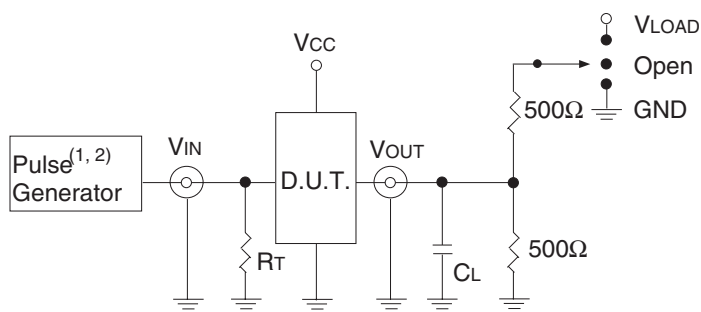 VLOAD
VCC
Open
500Ω
GND
Pulse(1, 2)
Generator
VIN
D.U.T.
VOUT
RT
CL
500Ω